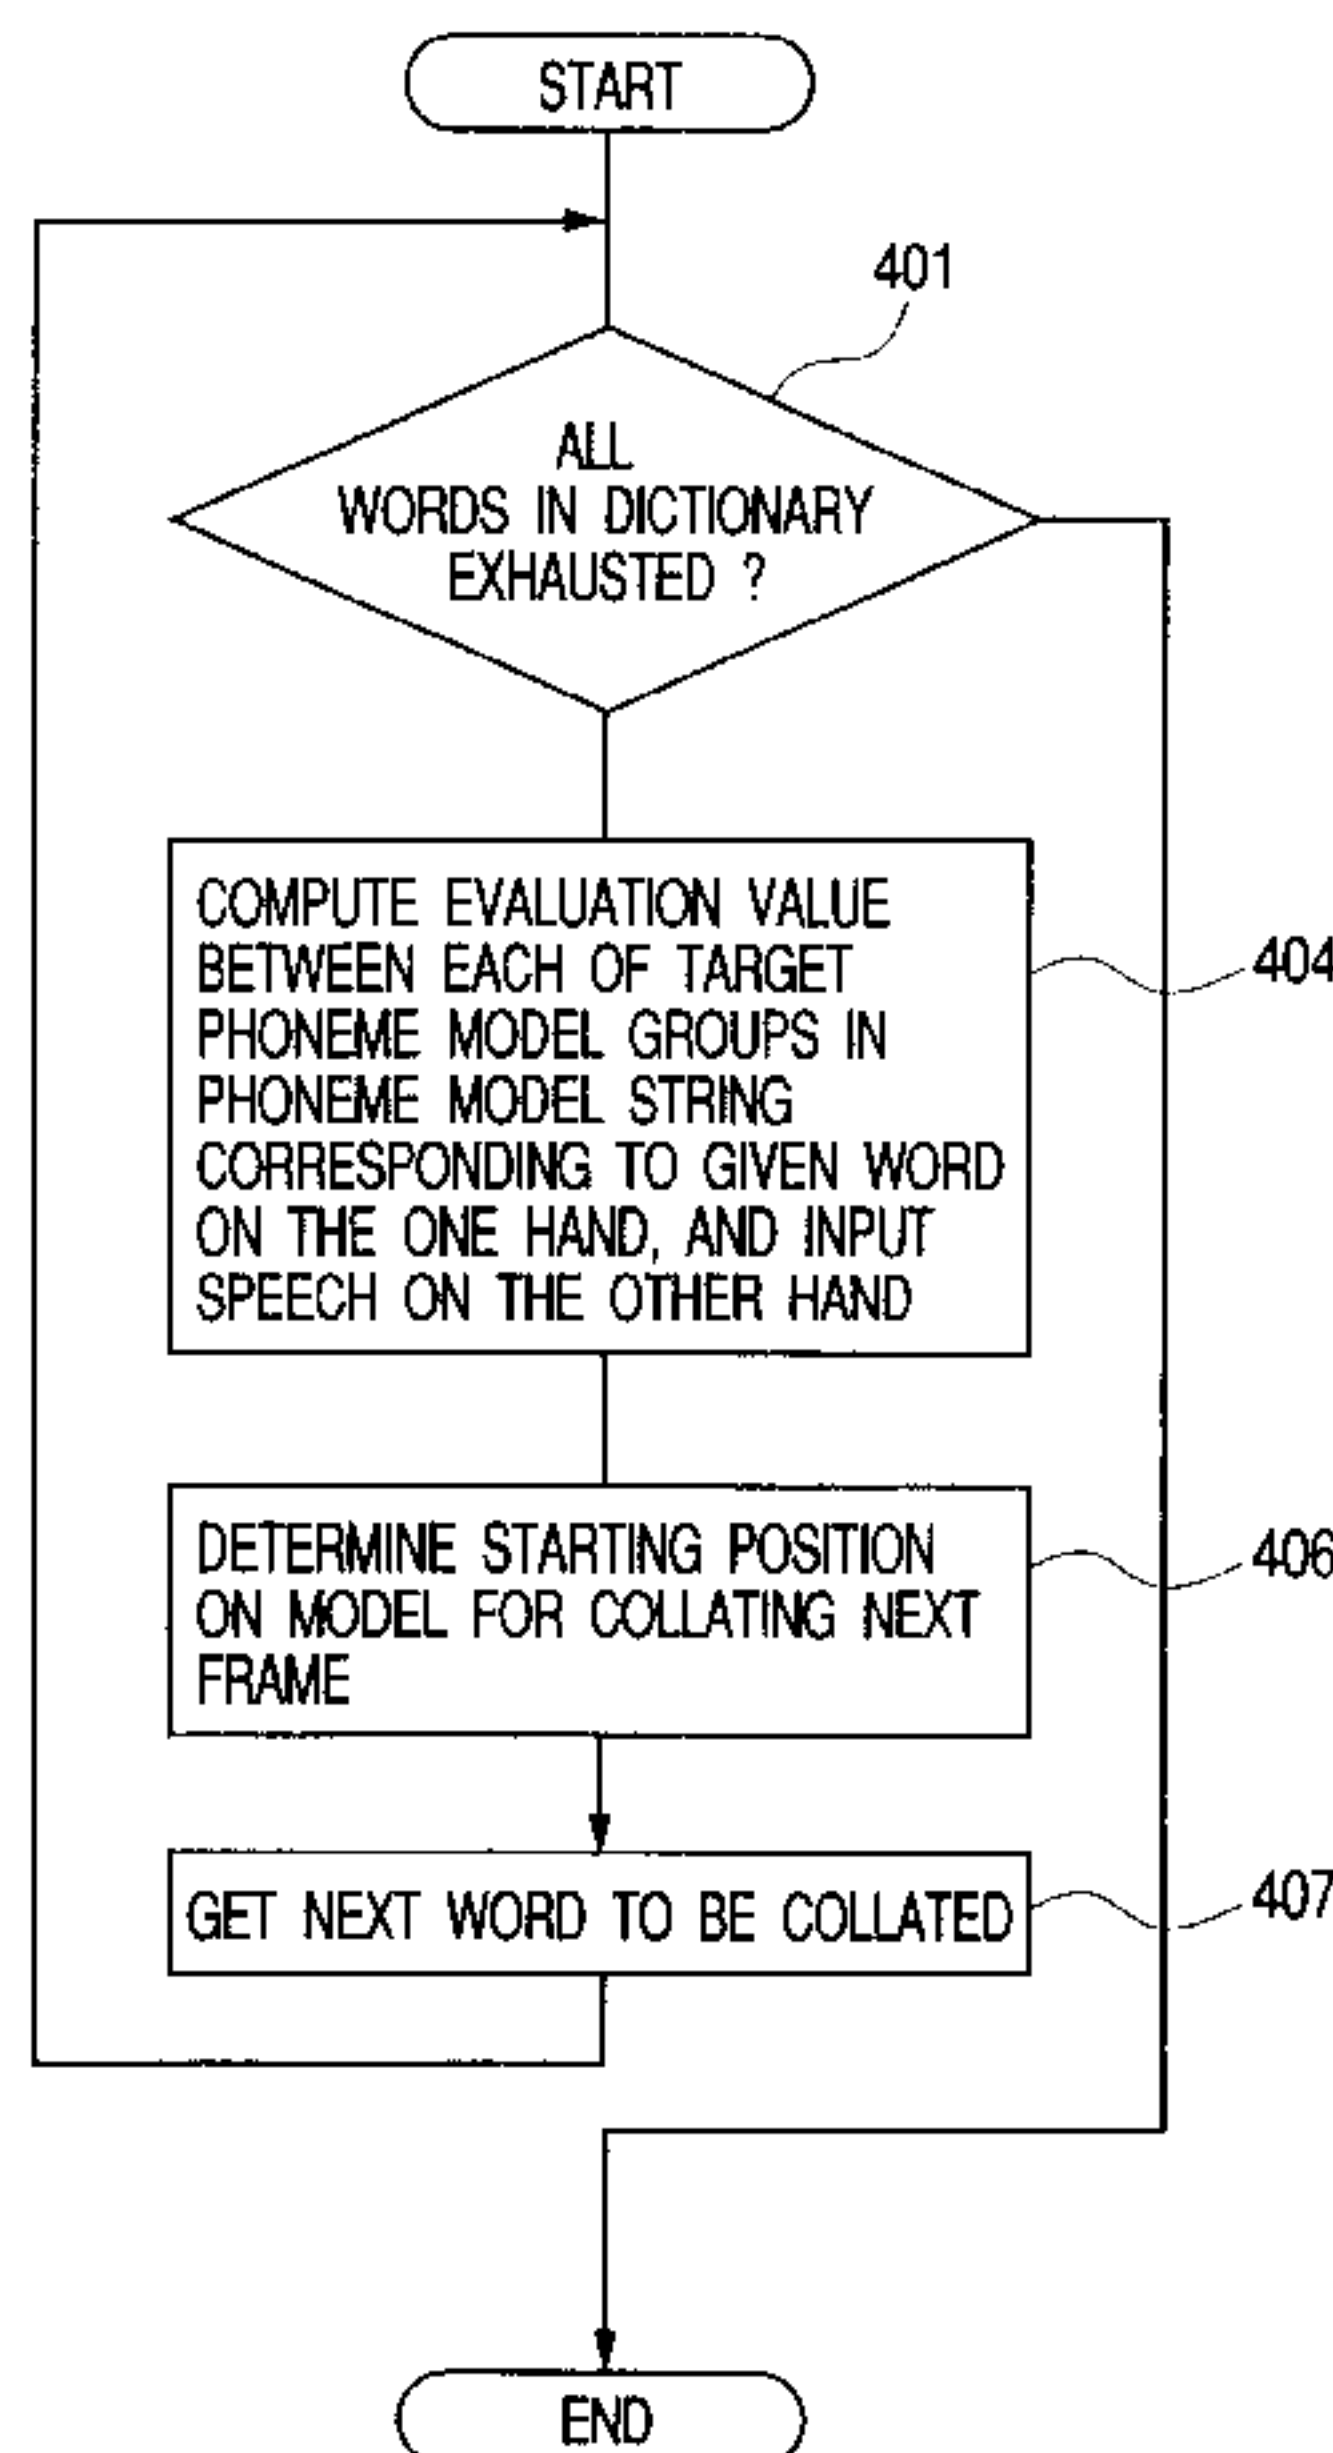 START
401
ALL
WORDS IN DICTIONARY
EXHAUSTED ?
COMPUTE EVALUATION VALUE
BETWEEN EACH OF TARGET
PHONEME MODEL GROUPS IN
PHONEME MODEL STRING
CORRESPONDING TO GIVEN WORD
ON THE ONE HAND, AND INPUT
SPEECH ON THE OTHER HAND
404
DETERMINE STARTING POSITION
ON MODEL FOR COLLATING NEXT
FRAME
406
GET NEXT WORD TO BE COLLATED
407
END